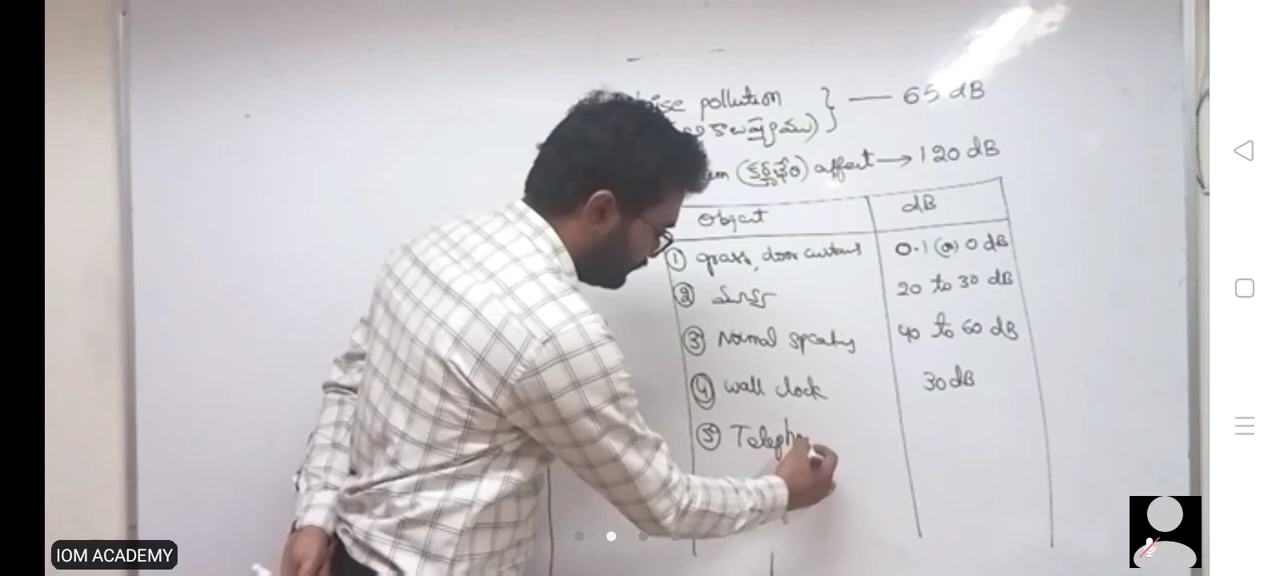 pollution } — 65 dB
కాలుష్యము)
affect → 120 dB
Object dB
① grass, door curtains 0.1 (or) 0 dB
② 20 to 30 dB
③ Normal speaking 40 to 60 dB
④ wall clock 30 dB
⑤ Telepho
IOM ACADEMY